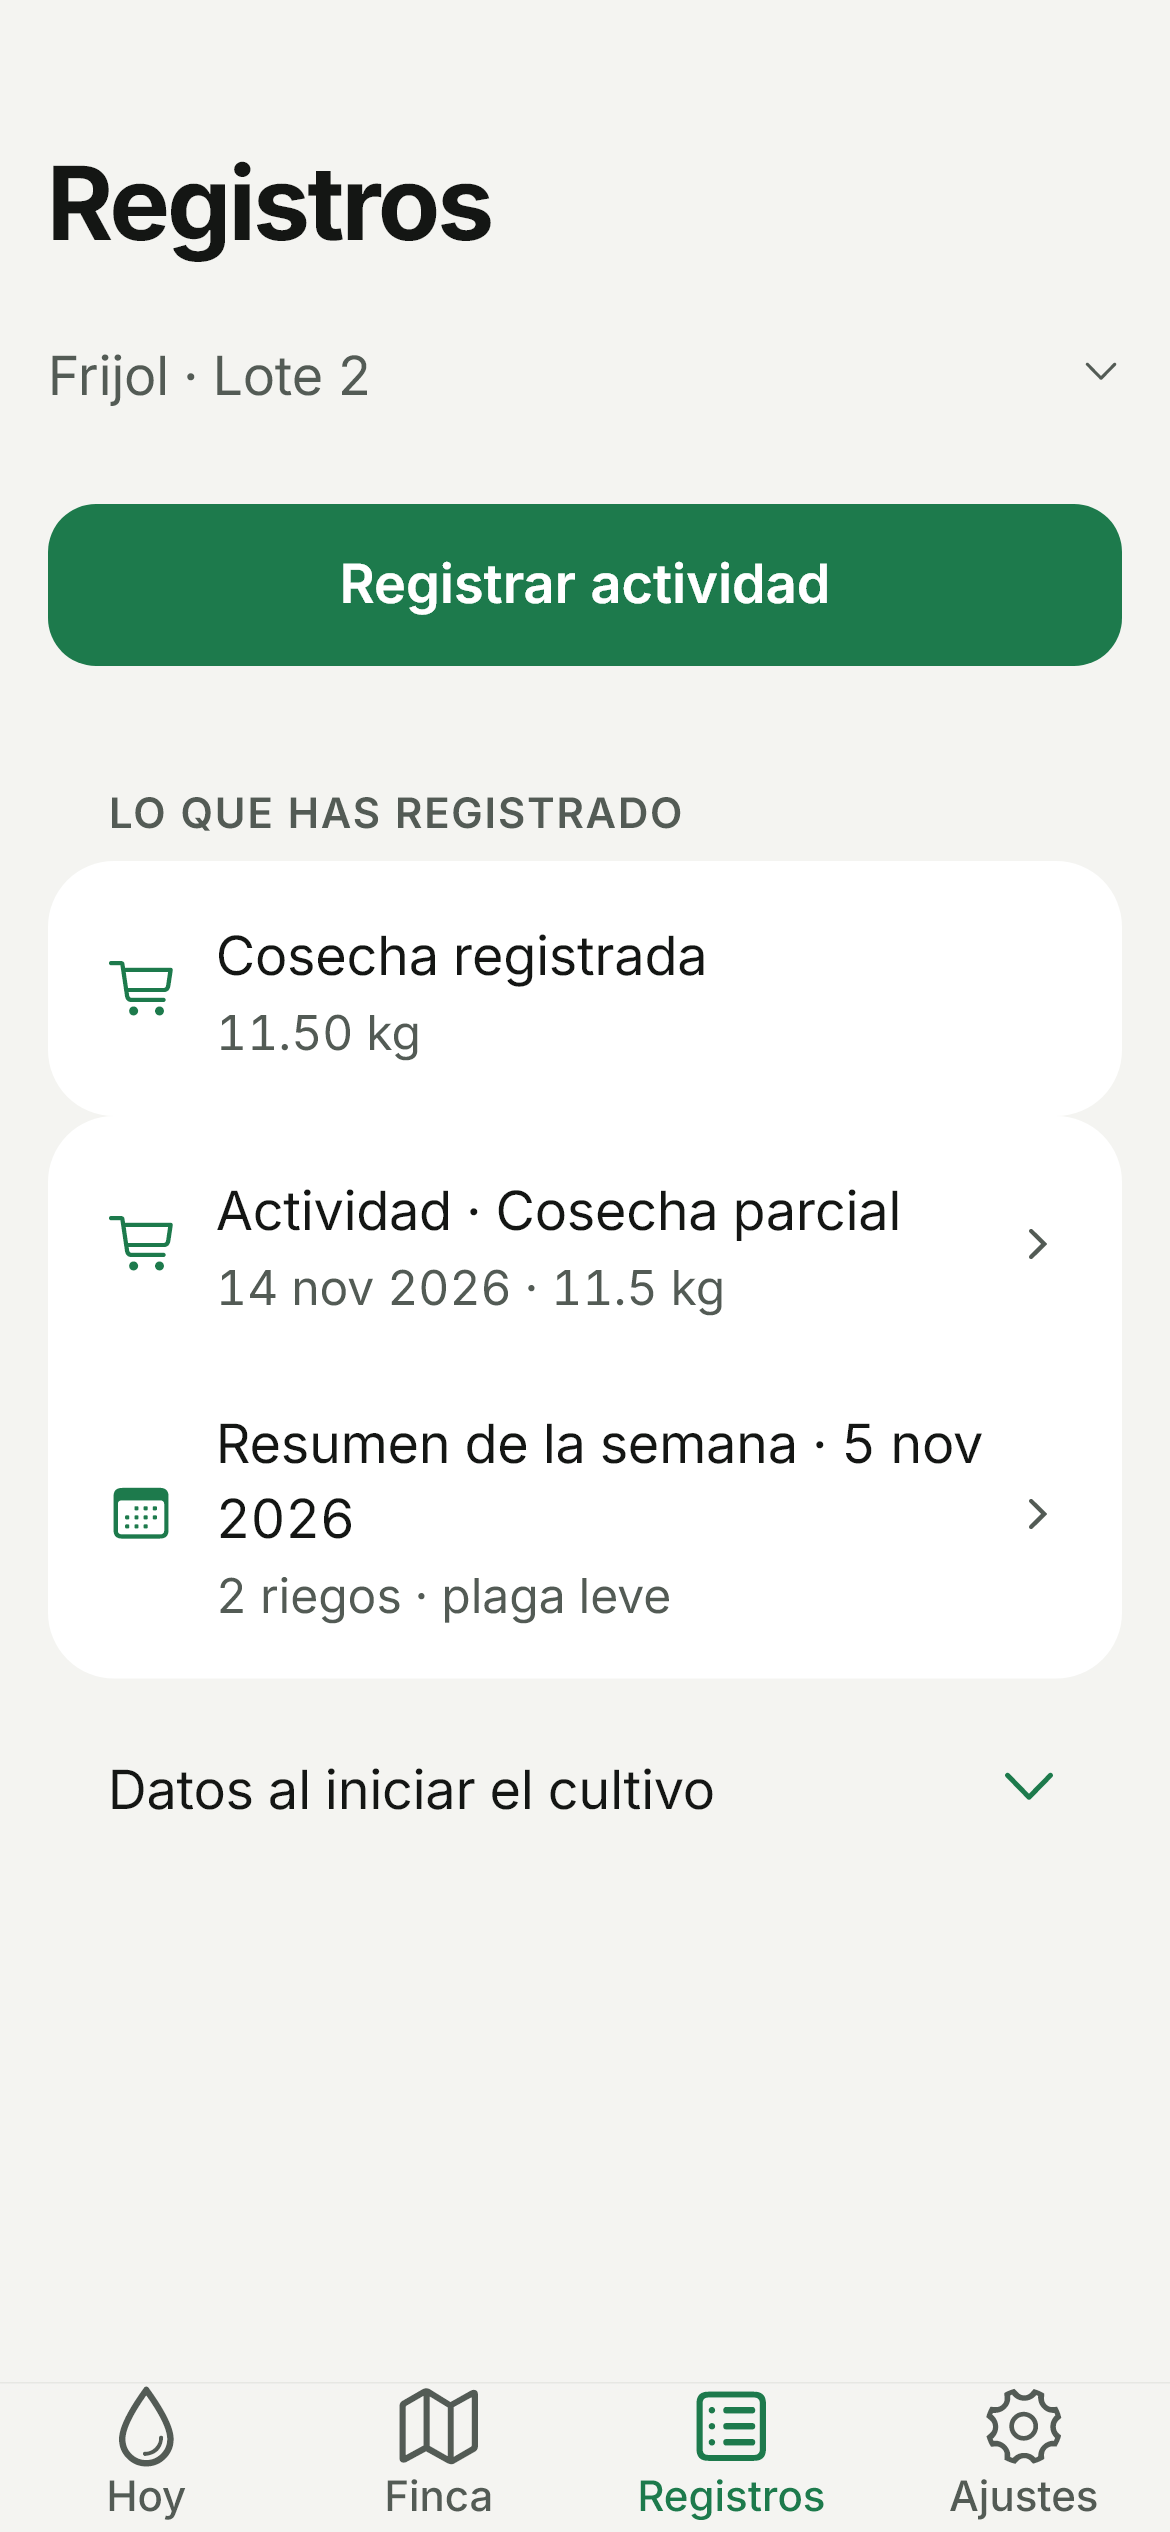 Registros
Frijol · Lote 2
Registrar actividad
LO QUE HAS REGISTRADO
Cosecha registrada
11.50 kg
Actividad · Cosecha parcial
14 nov 2026 · 11.5 kg
Resumen de la semana · 5 nov
2026
2 riegos · plaga leve
Datos al iniciar el cultivo
Hoy
Finca
Registros
Ajustes